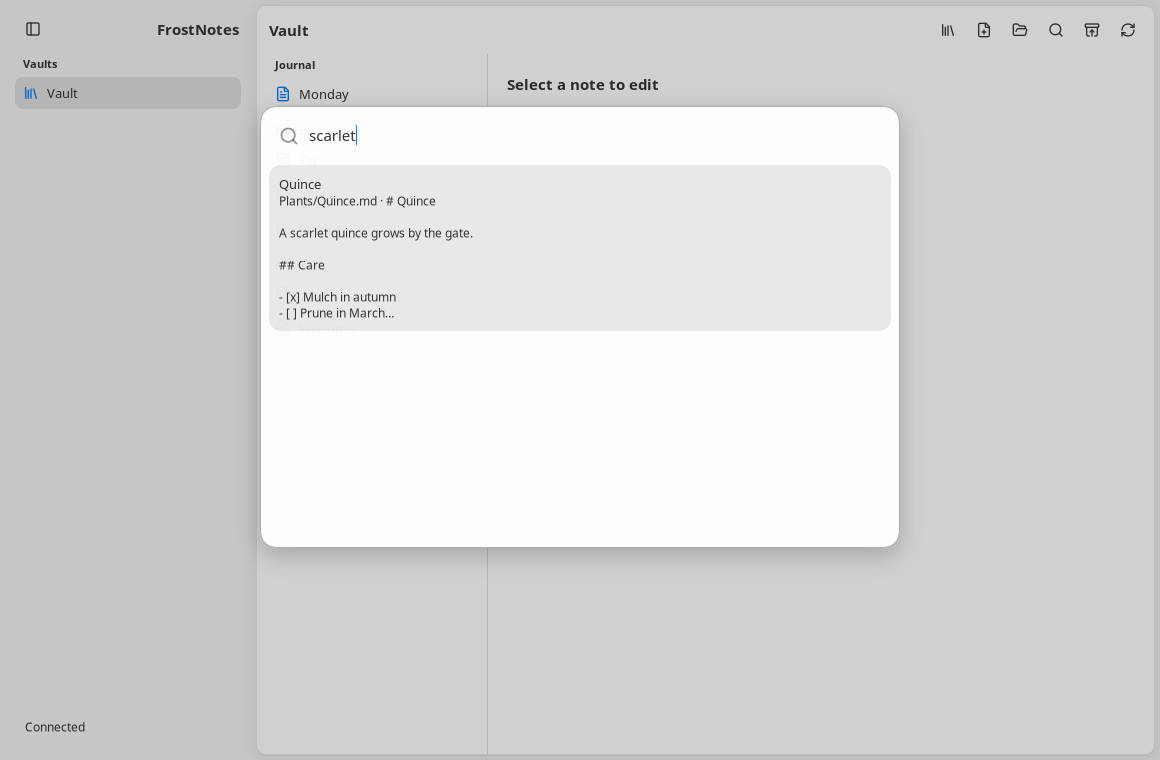 FrostNotes
Vaults
Vault
Connected
Vault
Journal
Monday
Select a note to edit
scarlet
Quince
Plants/Quince.md · # Quince
A scarlet quince grows by the gate.
## Care
- [x] Mulch in autumn
- [ ] Prune in March...